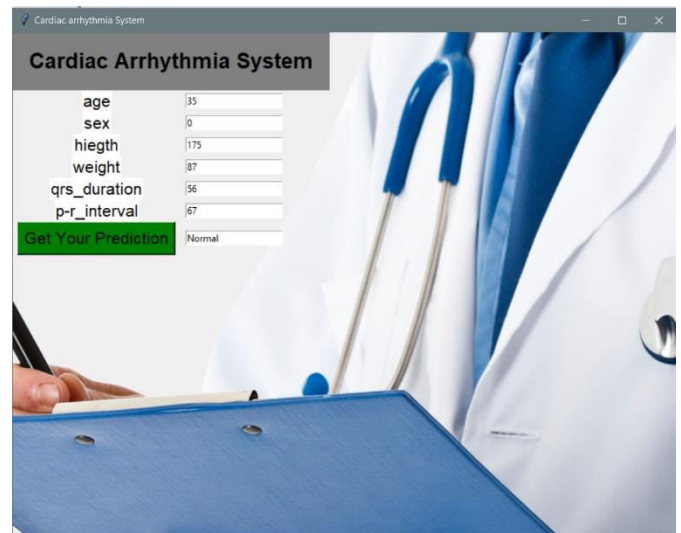 Cardiac arrhythmia System
Cardiac Arrhythmia System
age 35
sex 0
hiegth 175
weight 87
qrs_duration 56
p-r_interval 67
Get Your Prediction Normal